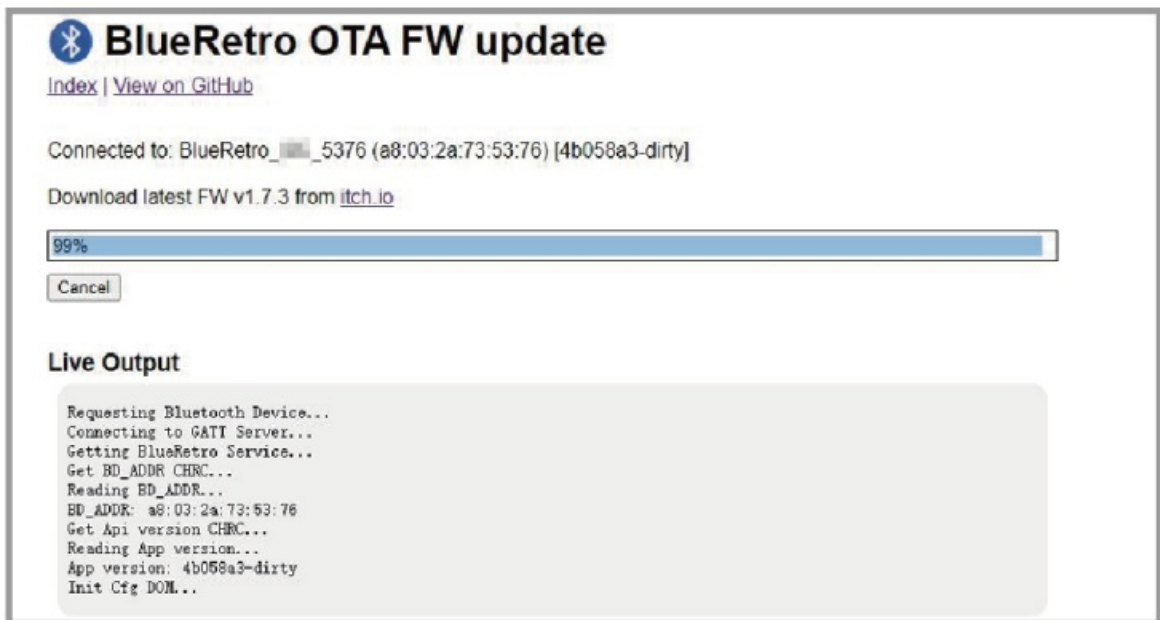 BlueRetro OTA FW update
Index | View on GitHub
Connected to: BlueRetro_ _5376 (a8:03:2a:73:53:76) [4b058a3-dirty]
Download latest FW v1.7.3 from itch.io
99%
Cancel
Live Output
Requesting Bluetooth Device...
Connecting to GATT Server...
Getting BlueRetro Service...
Get BD_ADDR CHRC...
Reading BD_ADDR...
BD_ADDR: a8:03:2a:73:53:76
Get Api version CHRC...
Reading App version...
App version: 4b058a3-dirty
Init Cfg DOM...